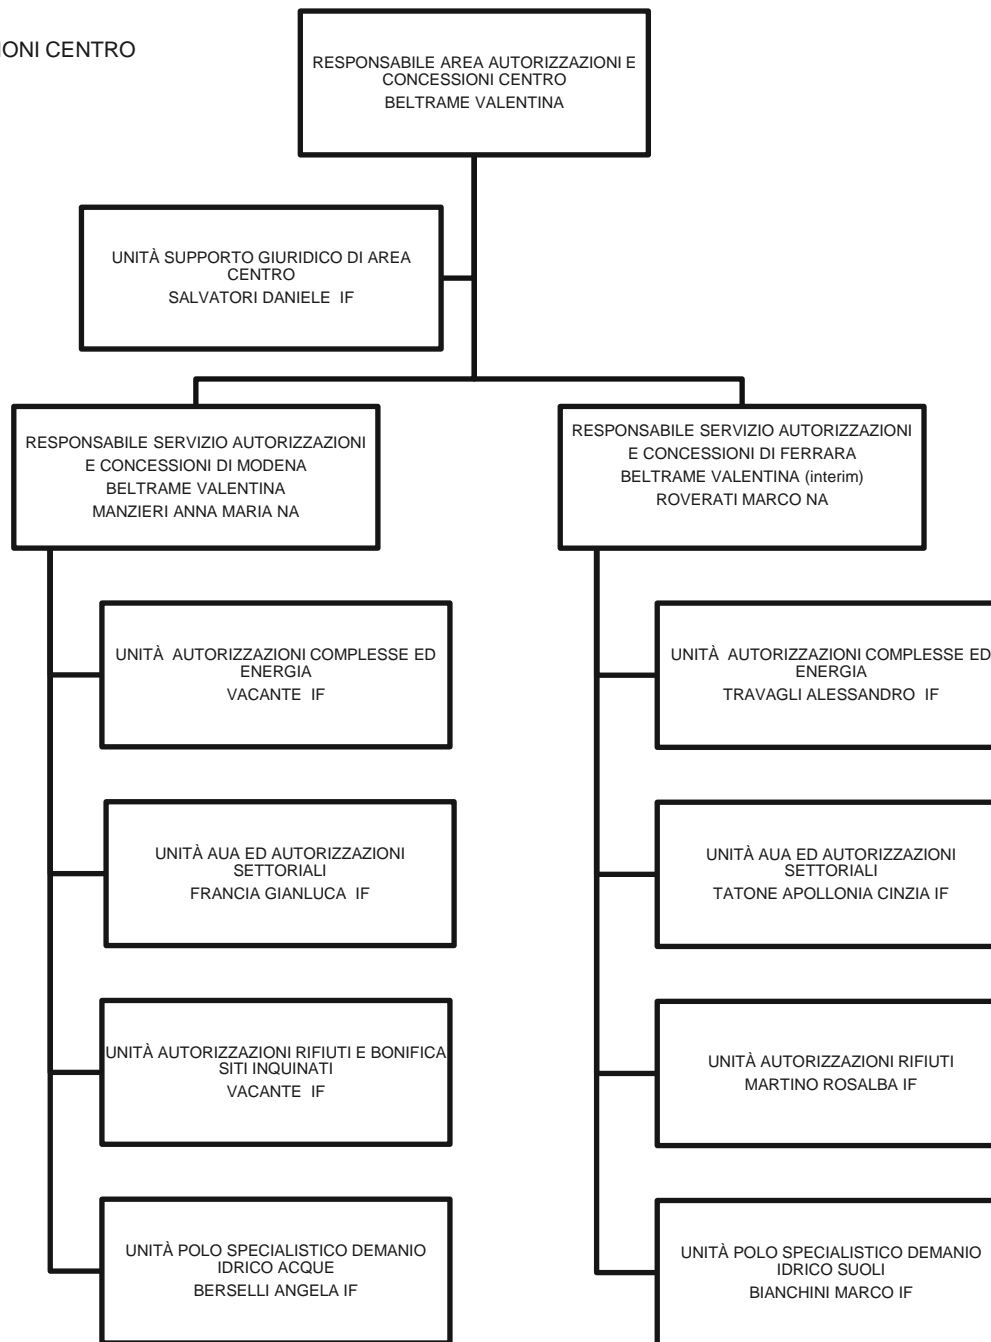 IONI CENTRO
RESPONSABILE AREA AUTORIZZAZIONI E
CONCESSIONI CENTRO
BELTRAME VALENTINA
UNITÀ SUPPORTO GIURIDICO DI AREA
CENTRO
SALVATORI DANIELE IF
RESPONSABILE SERVIZIO AUTORIZZAZIONI
E CONCESSIONI DI MODENA
BELTRAME VALENTINA
MANZIERI ANNA MARIA NA
RESPONSABILE SERVIZIO AUTORIZZAZIONI
E CONCESSIONI DI FERRARA
BELTRAME VALENTINA (interim)
ROVERATI MARCO NA
UNITÀ AUTORIZZAZIONI COMPLESSE ED
ENERGIA
VACANTE IF
UNITÀ AUTORIZZAZIONI COMPLESSE ED
ENERGIA
TRAVAGLI ALESSANDRO IF
UNITÀ AUA ED AUTORIZZAZIONI
SETTORIALI
FRANCIA GIANLUCA IF
UNITÀ AUA ED AUTORIZZAZIONI
SETTORIALI
TATONE APOLLONIA CINZIA IF
UNITÀ AUTORIZZAZIONI RIFIUTI E BONIFICA
SITI INQUINATI
VACANTE IF
UNITÀ AUTORIZZAZIONI RIFIUTI
MARTINO ROSALBA IF
UNITÀ POLO SPECIALISTICO DEMANIO
IDRICO ACQUE
BERSELLI ANGELA IF
UNITÀ POLO SPECIALISTICO DEMANIO
IDRICO SUOLI
BIANCHINI MARCO IF